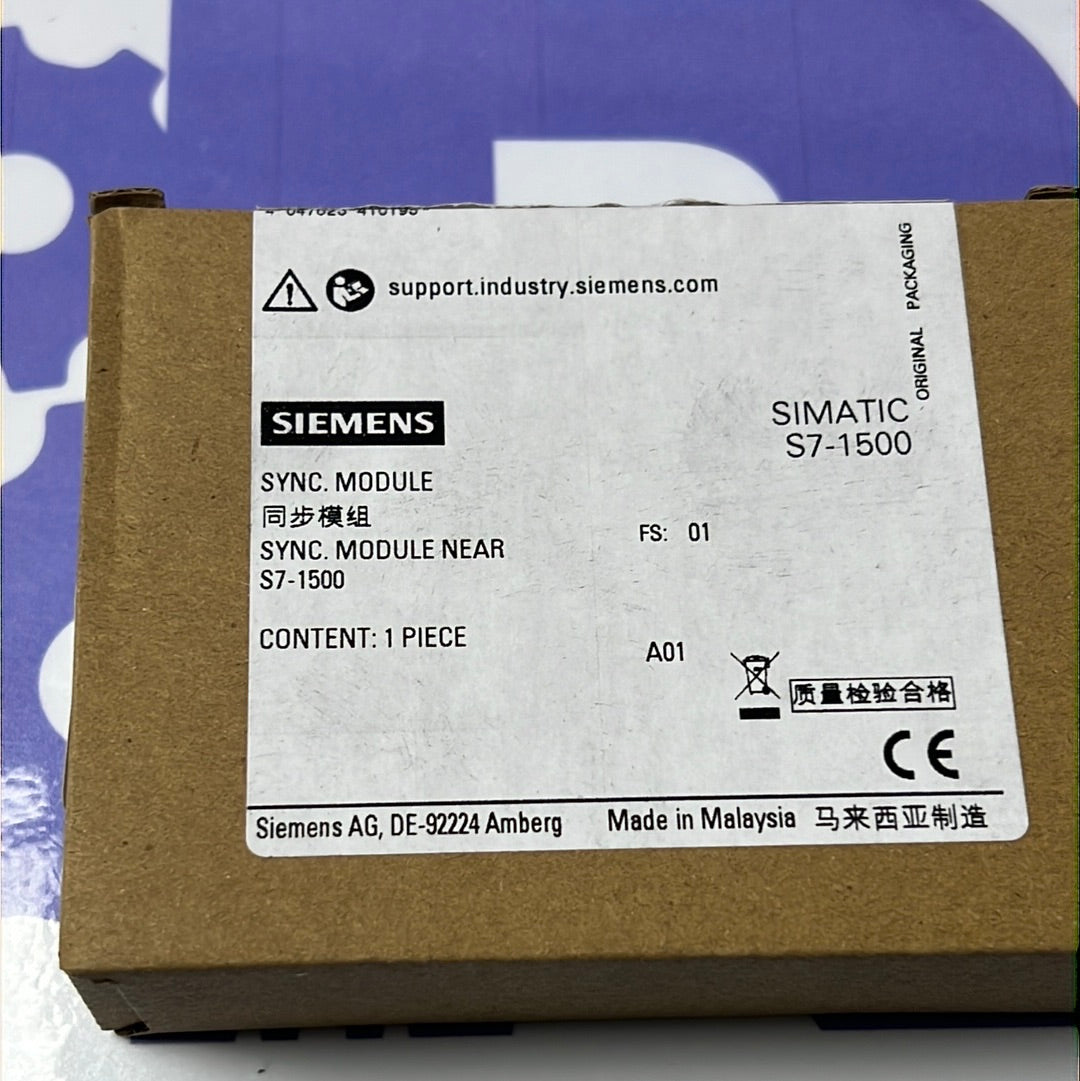 support.industry.siemens.com
ORIGINAL PACKAGING
SIEMENS
SIMATIC
S7-1500
SYNC. MODULE
同步模组
SYNC. MODULE NEAR
S7-1500
FS: 01
CONTENT: 1 PIECE
A01
质量检验合格
CE
Siemens AG, DE-92224 Amberg
Made in Malaysia 马来西亚制造